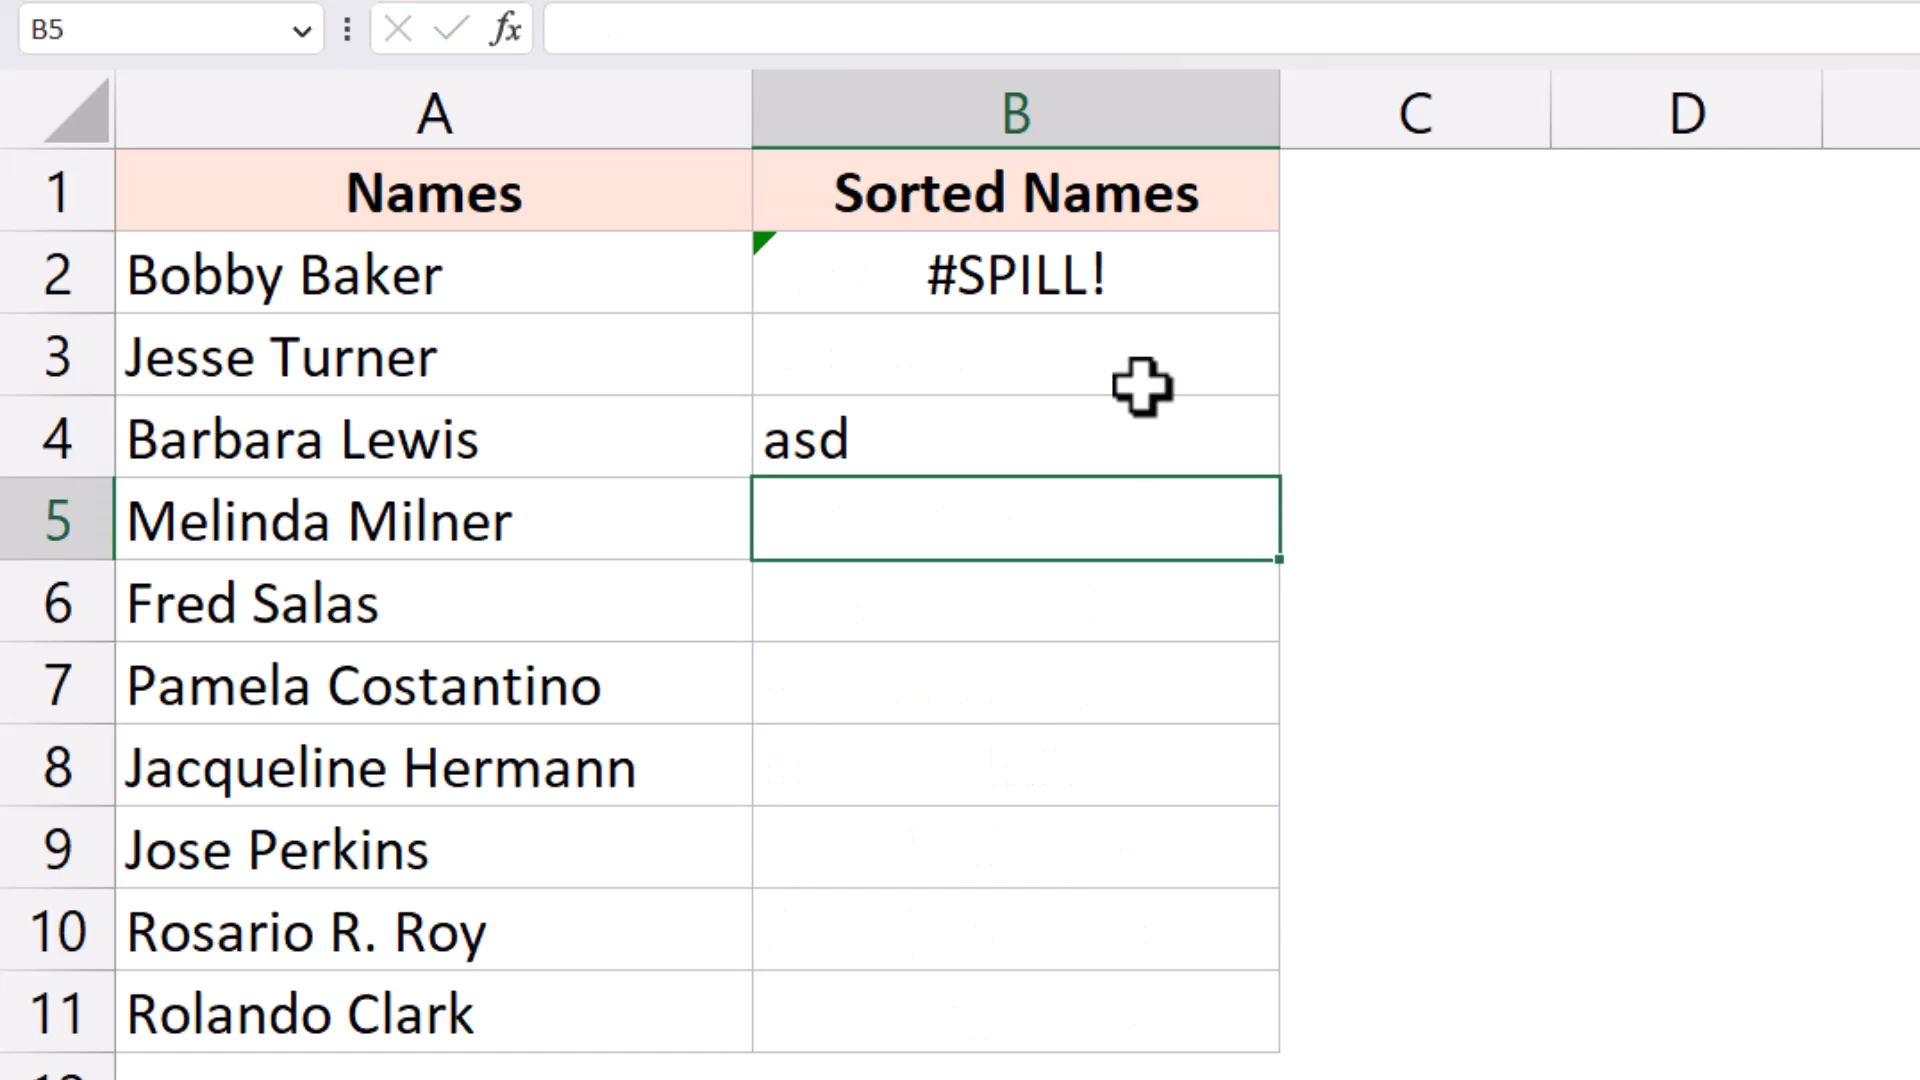 B5 fx
A B C D
1 Names Sorted Names
2 Bobby Baker #SPILL!
3 Jesse Turner
4 Barbara Lewis asd
5 Melinda Milner
6 Fred Salas
7 Pamela Costantino
8 Jacqueline Hermann
9 Jose Perkins
10 Rosario R. Roy
11 Rolando Clark